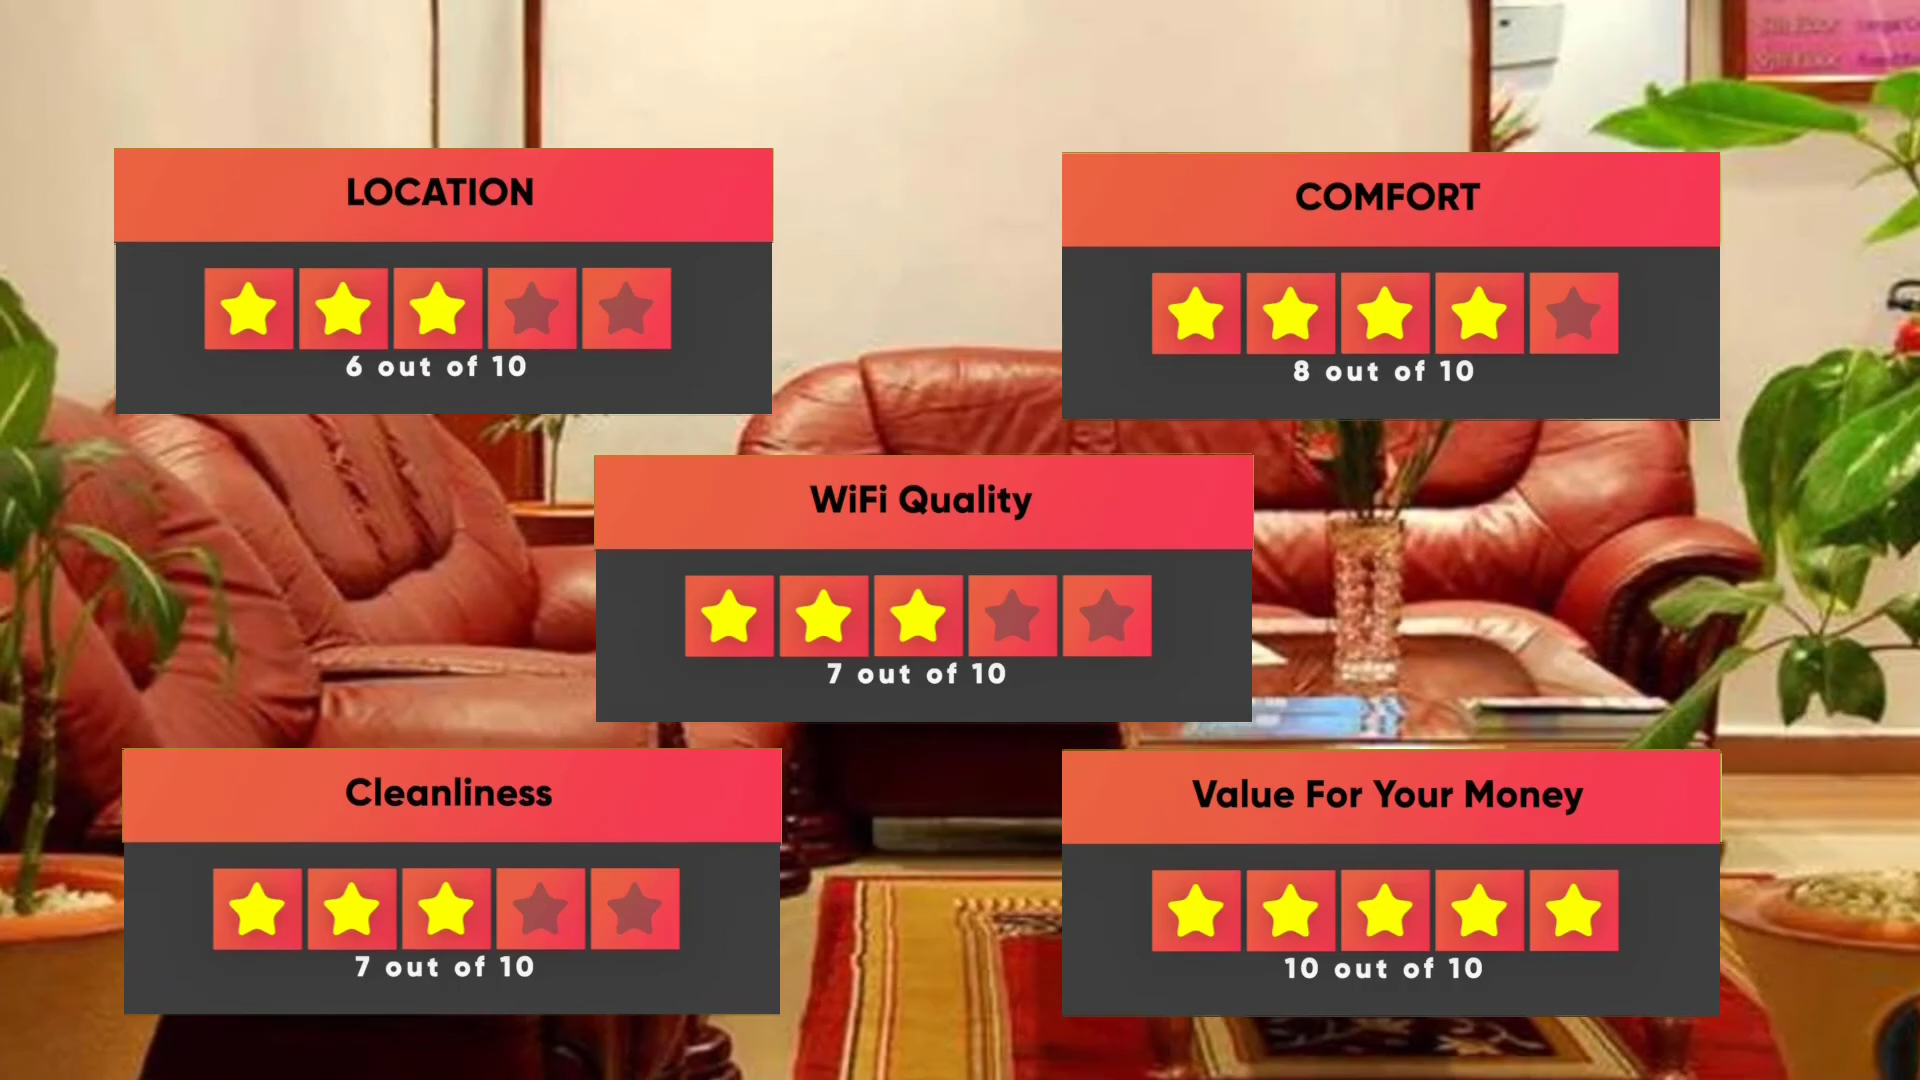 LOCATION
6 out of 10
COMFORT
8 out of 10
WiFi Quality
7 out of 10
Cleanliness
7 out of 10
Value For Your Money
10 out of 10